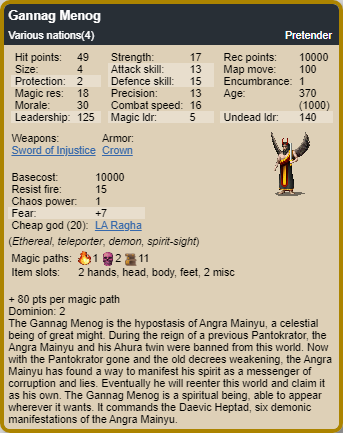 Gannag Menog
Various nations(4) Pretender
Hit points: 49 Strength: 17 Rec points: 10000
Size: 4 Attack skill: 13 Map move: 100
Protection: 2 Defence skill: 15 Encumbrance: 1
Magic res: 18 Precision: 13 Age: 370
Morale: 30 Combat speed: 16 (1000)
Leadership: 125 Magic ldr: 5 Undead ldr: 140
Weapons: Armor:
Sword of Injustice Crown
Basecost: 10000
Resist fire: 15
Chaos power: 1
Fear: +7
Cheap god (20): LA Ragha
(Ethereal, teleporter, demon, spirit-sight)
Magic paths: 1 2 11
Item slots: 2 hands, head, body, feet, 2 misc
+ 80 pts per magic path
Dominion: 2
The Gannag Menog is the hypostasis of Angra Mainyu, a celestial
being of great might. During the reign of a previous Pantokrator, the
Angra Mainyu and his Ahura twin were banned from this world. Now
with the Pantokrator gone and the old decrees weakening, the Angra
Mainyu has found a way to manifest his spirit as a messenger of
corruption and lies. Eventually he will reenter this world and claim it
as his own. The Gannag Menog is a spiritual being, able to appear
wherever it wants. It commands the Daevic Heptad, six demonic
manifestations of the Angra Mainyu.